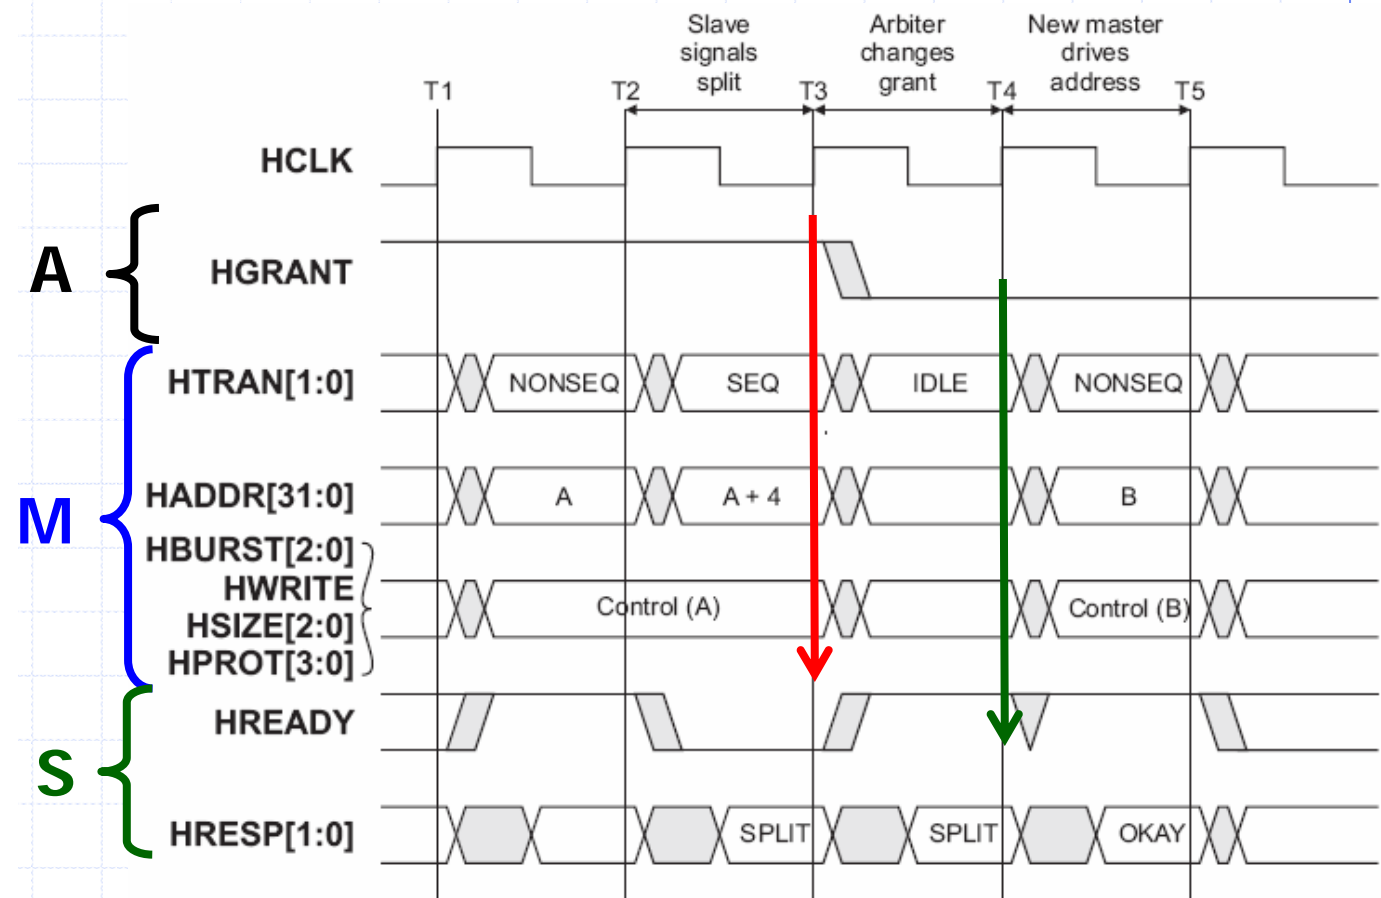 Slave
signals
split
Arbiter
changes
grant
New master
drives
address
T1 T2 T3 T4 T5
HCLK
A
HGRANT
HTRAN[1:0] NONSEQ SEQ IDLE NONSEQ
M
HADDR[31:0] A A + 4 B
HBURST[2:0]
HWRITE
HSIZE[2:0]
HPROT[3:0]
Control (A) Control (B)
S
HREADY
HRESP[1:0] SPLIT SPLIT OKAY